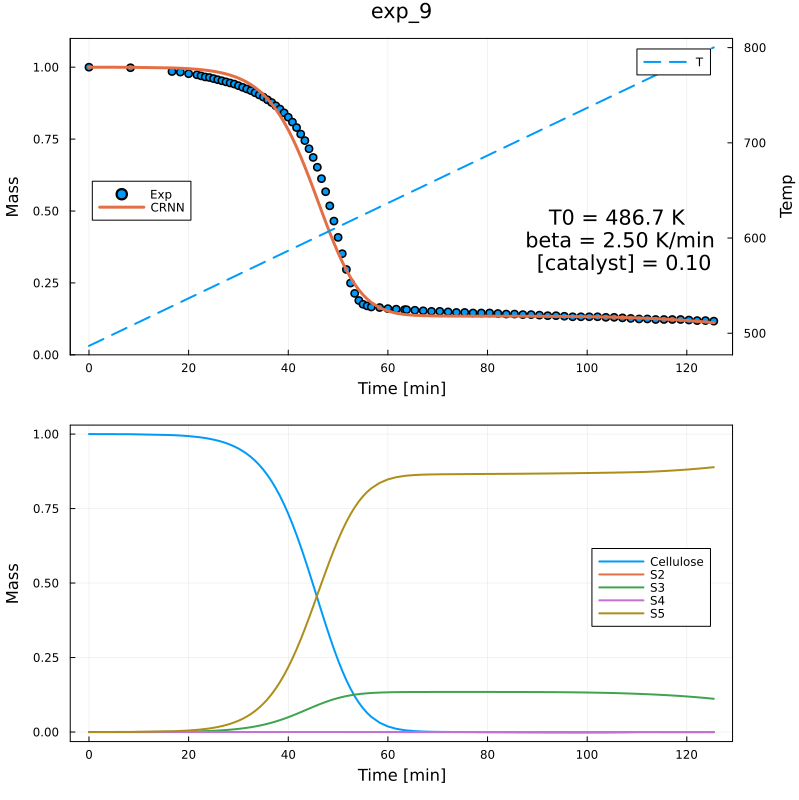 exp_9
1.00
0.75
0.50
0.25
0.00
Mass
800
700
600
500
Temp
T
Exp
CRNN
T0 = 486.7 K
beta = 2.50 K/min
[catalyst] = 0.10
0 20 40 60 80 100 120
Time [min]
1.00
0.75
0.50
0.25
0.00
Mass
Cellulose
S2
S3
S4
S5
0 20 40 60 80 100 120
Time [min]